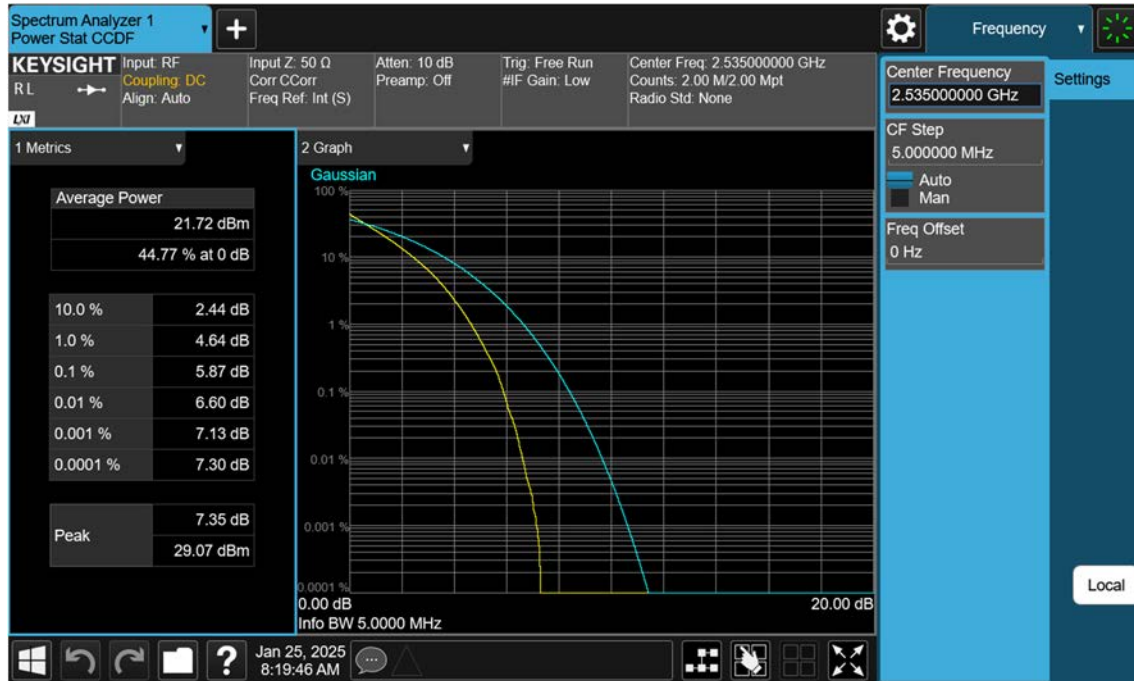 Spectrum Analyzer 1
Power Stat CCDF
Frequency
KEYSIGHT
RL
LXI
Input: RF
Coupling: DC
Align: Auto
Input Z: 50 Ω
Corr CCorr
Freq Ref: Int (S)
Atten: 10 dB
Preamp: Off
Trig: Free Run
#IF Gain: Low
Center Freq: 2.535000000 GHz
Counts: 2.00 M/2.00 Mpt
Radio Std: None
Center Frequency
2.535000000 GHz
Settings
CF Step
5.000000 MHz
Auto
Man
Freq Offset
0 Hz
Local
1 Metrics
Average Power
21.72 dBm
44.77 % at 0 dB
10.0 % 2.44 dB
1.0 % 4.64 dB
0.1 % 5.87 dB
0.01 % 6.60 dB
0.001 % 7.13 dB
0.0001 % 7.30 dB
Peak
7.35 dB
29.07 dBm
2 Graph
Gaussian
100 %
10 %
1 %
0.1 %
0.01 %
0.001 %
0.0001 %
0.00 dB 20.00 dB
Info BW 5.0000 MHz
?
Jan 25, 2025
8:19:46 AM